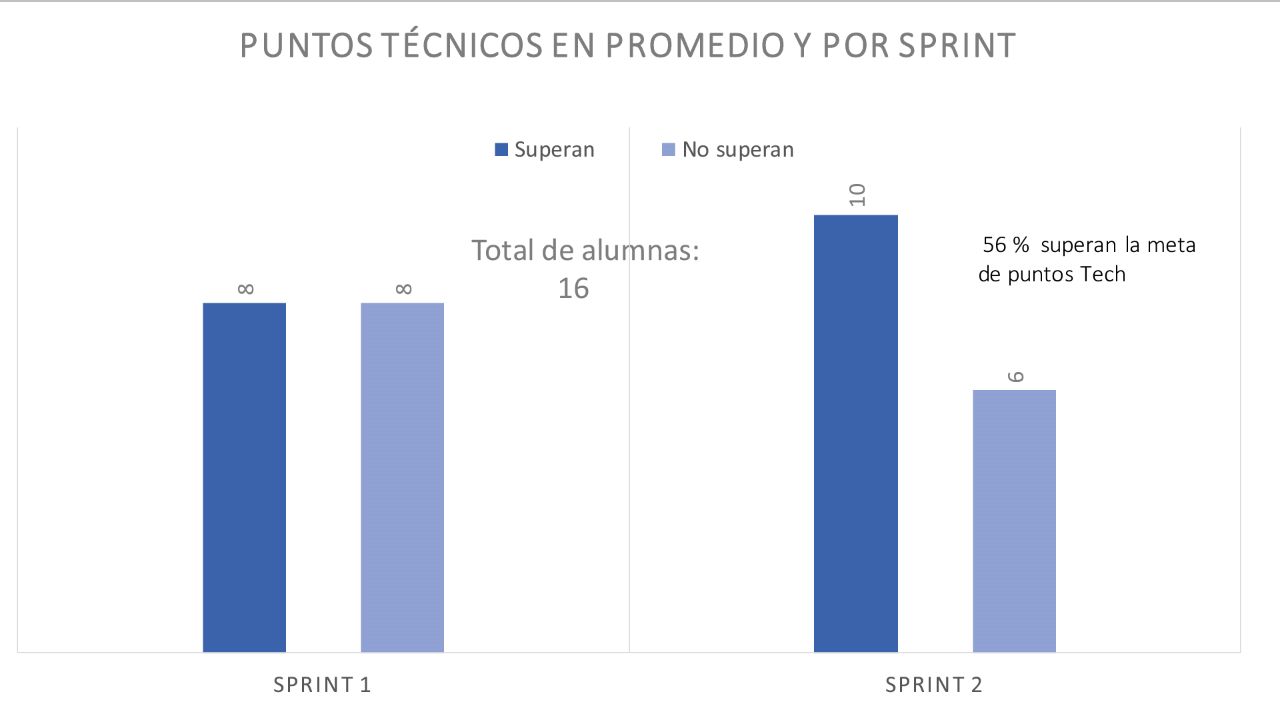 PUNTOS TÉCNICOS EN PROMEDIO Y POR SPRINT
Superan
No superan
Total de alumnas:
16
8
8
10
6
56 % superan la meta
de puntos Tech
SPRINT 1
SPRINT 2